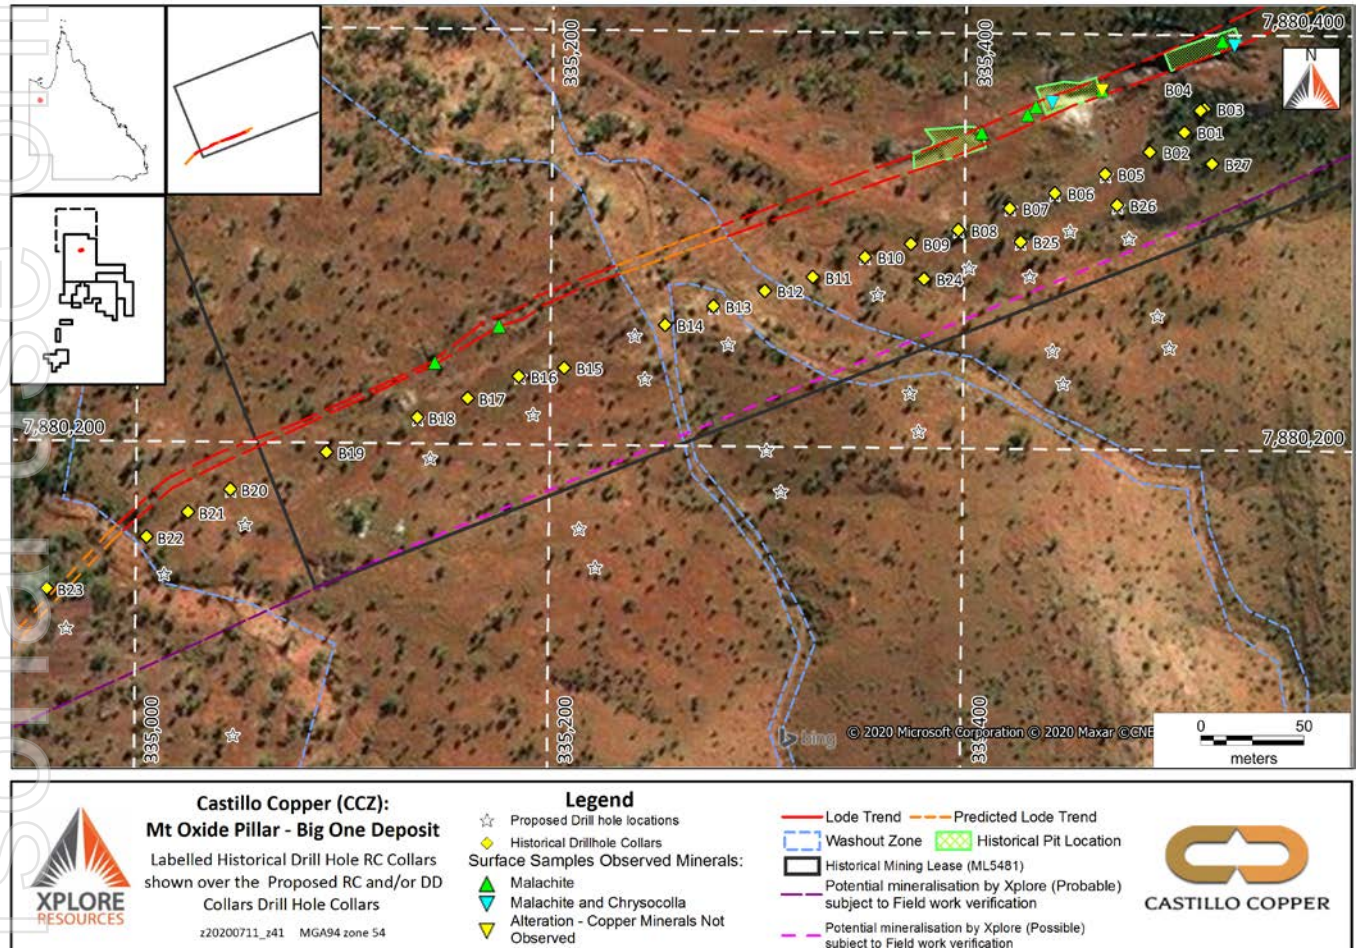 7,880,400
335,200
335,400
N
B04
B03
B01
B02
B27
B05
B06
B26
B07
B08
B25
B09
B10
B24
B11
B12
B13
B14
B15
B16
B17
B18
7,880,200
7,880,200
B19
B20
B21
B22
B23
335,000
335,200
335,400
bing
© 2020 Microsoft Corporation © 2020 Maxar ©CNE
0 50
meters
XPLORE
RESOURCES
Castillo Copper (CCZ):
Mt Oxide Pillar - Big One Deposit
Labelled Historical Drill Hole RC Collars
shown over the Proposed RC and/or DD
Collars Drill Hole Collars
z20200711_z41 MGA94 zone 54
Legend
Proposed Drill hole locations
Historical Drillhole Collars
Surface Samples Observed Minerals:
Malachite
Malachite and Chrysocolla
Alteration - Copper Minerals Not
Observed
Lode Trend Predicted Lode Trend
Washout Zone Historical Pit Location
Historical Mining Lease (ML5481)
Potential mineralisation by Xplore (Probable)
subject to Field work verification
Potential mineralisation by Xplore (Possible)
subject to Field work verification
CASTILLO COPPER